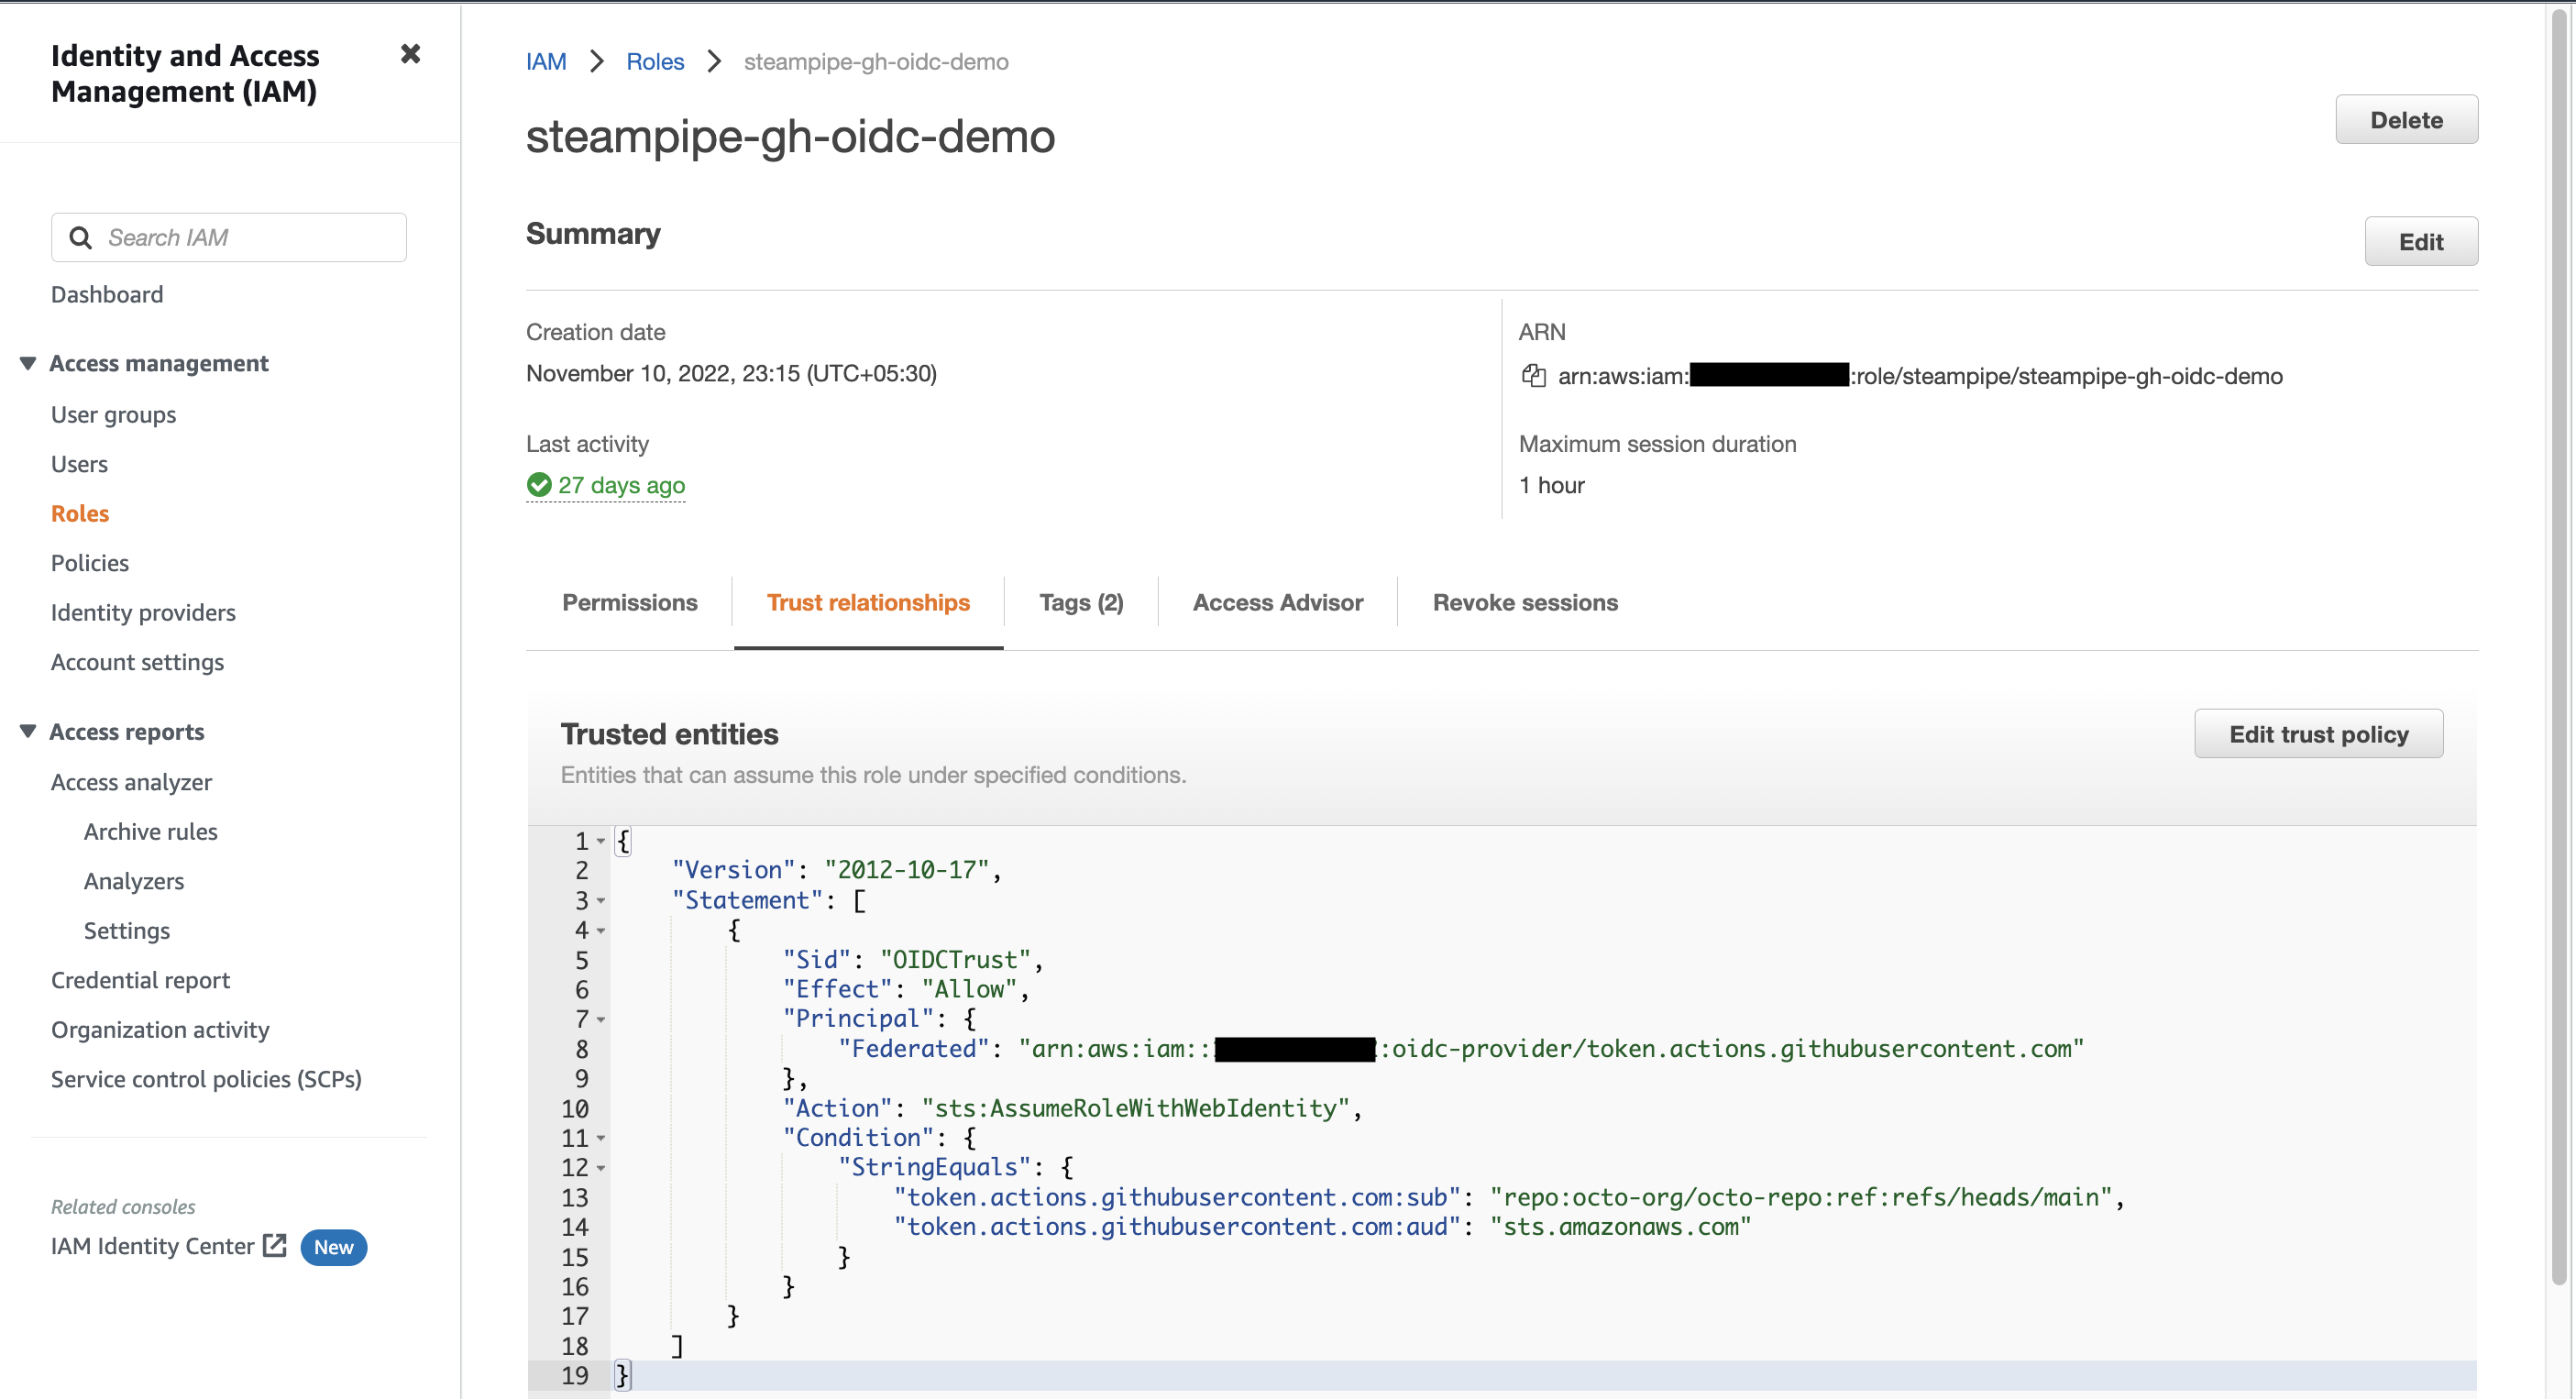 Identity and Access
Management (IAM)
Search IAM
Dashboard
Access management
User groups
Users
Roles
Policies
Identity providers
Account settings
Access reports
Access analyzer
Archive rules
Analyzers
Settings
Credential report
Organization activity
Service control policies (SCPs)
Related consoles
IAM Identity Center New
IAM > Roles > steampipe-gh-oidc-demo
steampipe-gh-oidc-demo
Delete
Summary
Edit
Creation date
November 10, 2022, 23:15 (UTC+05:30)
ARN
arn:aws:iam: :role/steampipe/steampipe-gh-oidc-demo
Last activity
27 days ago
Maximum session duration
1 hour
Permissions Trust relationships Tags (2) Access Advisor Revoke sessions
Trusted entities
Edit trust policy
Entities that can assume this role under specified conditions.
1 {
2 "Version": "2012-10-17",
3 "Statement": [
4 {
5 "Sid": "OIDCTrust",
6 "Effect": "Allow",
7 "Principal": {
8 "Federated": "arn:aws:iam:: :oidc-provider/token.actions.githubusercontent.com"
9 },
10 "Action": "sts:AssumeRoleWithWebIdentity",
11 "Condition": {
12 "StringEquals": {
13 "token.actions.githubusercontent.com:sub": "repo:octo-org/octo-repo:ref:refs/heads/main",
14 "token.actions.githubusercontent.com:aud": "sts.amazonaws.com"
15 }
16 }
17 }
18 ]
19 }